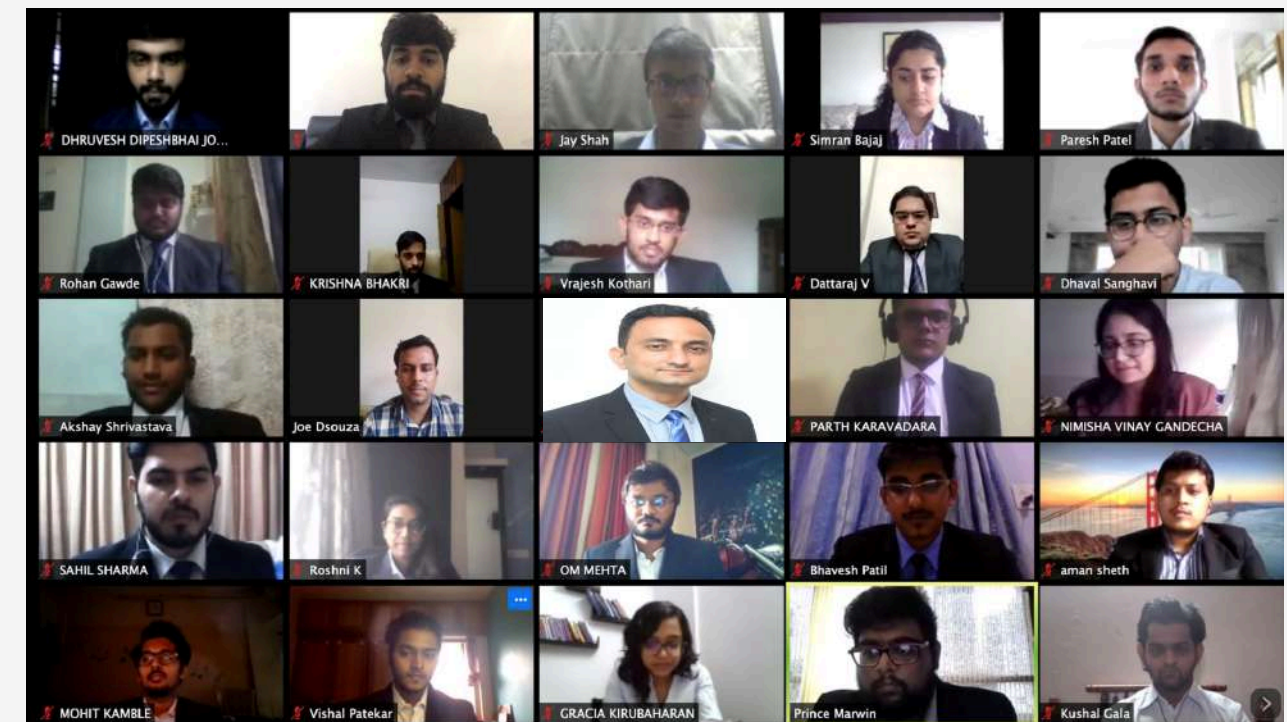 DHRUVESH DIPESHBHAI JO...
Jay Shah
Simran Bajaj
Paresh Patel
Rohan Gawde
KRISHNA BHAKRI
Vrajesh Kothari
Dattaraj V
Dhaval Sanghavi
Akshay Shrivastava
Joe Dsouza
PARTH KARAVADARA
NIMISHA VINAY GANDECHA
SAHIL SHARMA
Roshni K
OM MEHTA
Bhavesh Patil
aman sheth
MOHIT KAMBLE
Vishal Patekar
GRACIA KIRUBAHARAN
Prince Marwin
Kushal Gala